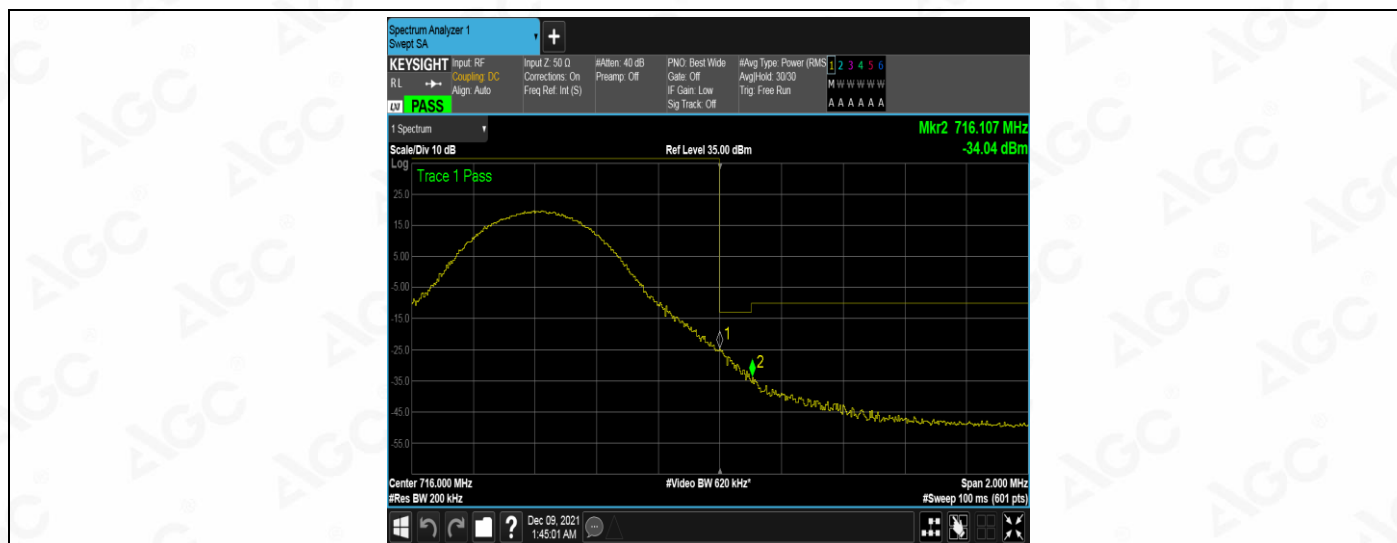 Spectrum Analyzer 1
Swept SA
KEYSIGHT
RL
LXI PASS
Input: RF
Coupling: DC
Align: Auto
Input Z: 50 Ω
Corrections: On
Freq Ref: Int (S)
#Atten: 40 dB
Preamp: Off
PNO: Best Wide
Gate: Off
IF Gain: Low
Sig Track: Off
#Avg Type: Power (RMS
Avg|Hold: 30/30
Trig: Free Run
1 2 3 4 5 6
M W W W W W
A A A A A A
1 Spectrum
Scale/Div 10 dB
Log
Ref Level 35.00 dBm
Mkr2 716.107 MHz
-34.04 dBm
Trace 1 Pass
25.0
15.0
5.00
-5.00
-15.0
-25.0
-35.0
-45.0
-55.0
1
2
Center 716.000 MHz
#Res BW 200 kHz
#Video BW 620 kHz*
Span 2.000 MHz
#Sweep 100 ms (601 pts)
?
Dec 09, 2021
1:45:01 AM
AGC